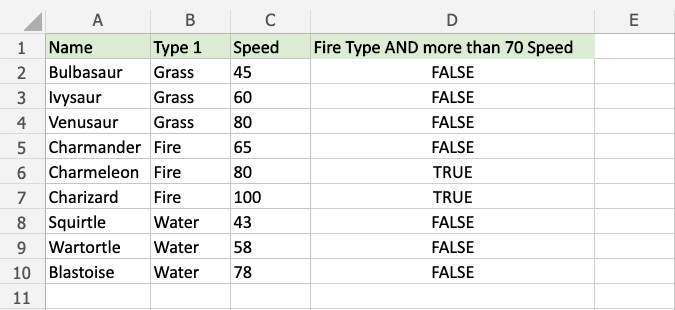 A B C D E
1 Name Type 1 Speed Fire Type AND more than 70 Speed
2 Bulbasaur Grass 45 FALSE
3 Ivysaur Grass 60 FALSE
4 Venusaur Grass 80 FALSE
5 Charmander Fire 65 FALSE
6 Charmeleon Fire 80 TRUE
7 Charizard Fire 100 TRUE
8 Squirtle Water 43 FALSE
9 Wartortle Water 58 FALSE
10 Blastoise Water 78 FALSE
11